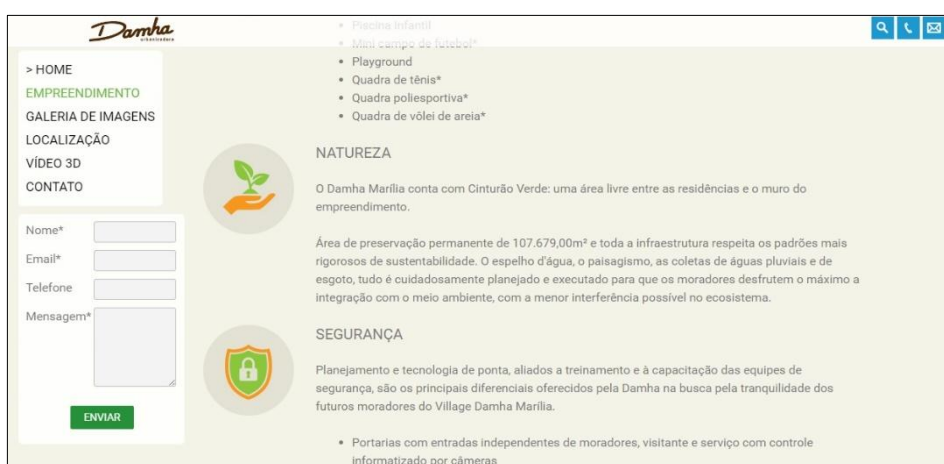 Damha
urbanizadora
> HOME
EMPREENDIMENTO
GALERIA DE IMAGENS
LOCALIZAÇÃO
VÍDEO 3D
CONTATO
Nome*
Email*
Telefone
Mensagem*
ENVIAR
• Piscina infantil
• Mini campo de futebol*
• Playground
• Quadra de tênis*
• Quadra poliesportiva*
• Quadra de vôlei de areia*
NATUREZA
O Damha Marília conta com Cinturão Verde: uma área livre entre as residências e o muro do
empreendimento.
Área de preservação permanente de 107.679,00m² e toda a infraestrutura respeita os padrões mais
rigorosos de sustentabilidade. O espelho d'água, o paisagismo, as coletas de águas pluviais e de
esgoto, tudo é cuidadosamente planejado e executado para que os moradores desfrutem o máximo a
integração com o meio ambiente, com a menor interferência possível no ecosistema.
SEGURANÇA
Planejamento e tecnologia de ponta, aliados a treinamento e à capacitação das equipes de
segurança, são os principais diferenciais oferecidos pela Damha na busca pela tranquilidade dos
futuros moradores do Village Damha Marília.
• Portarias com entradas independentes de moradores, visitante e serviço com controle
informatizado por câmeras